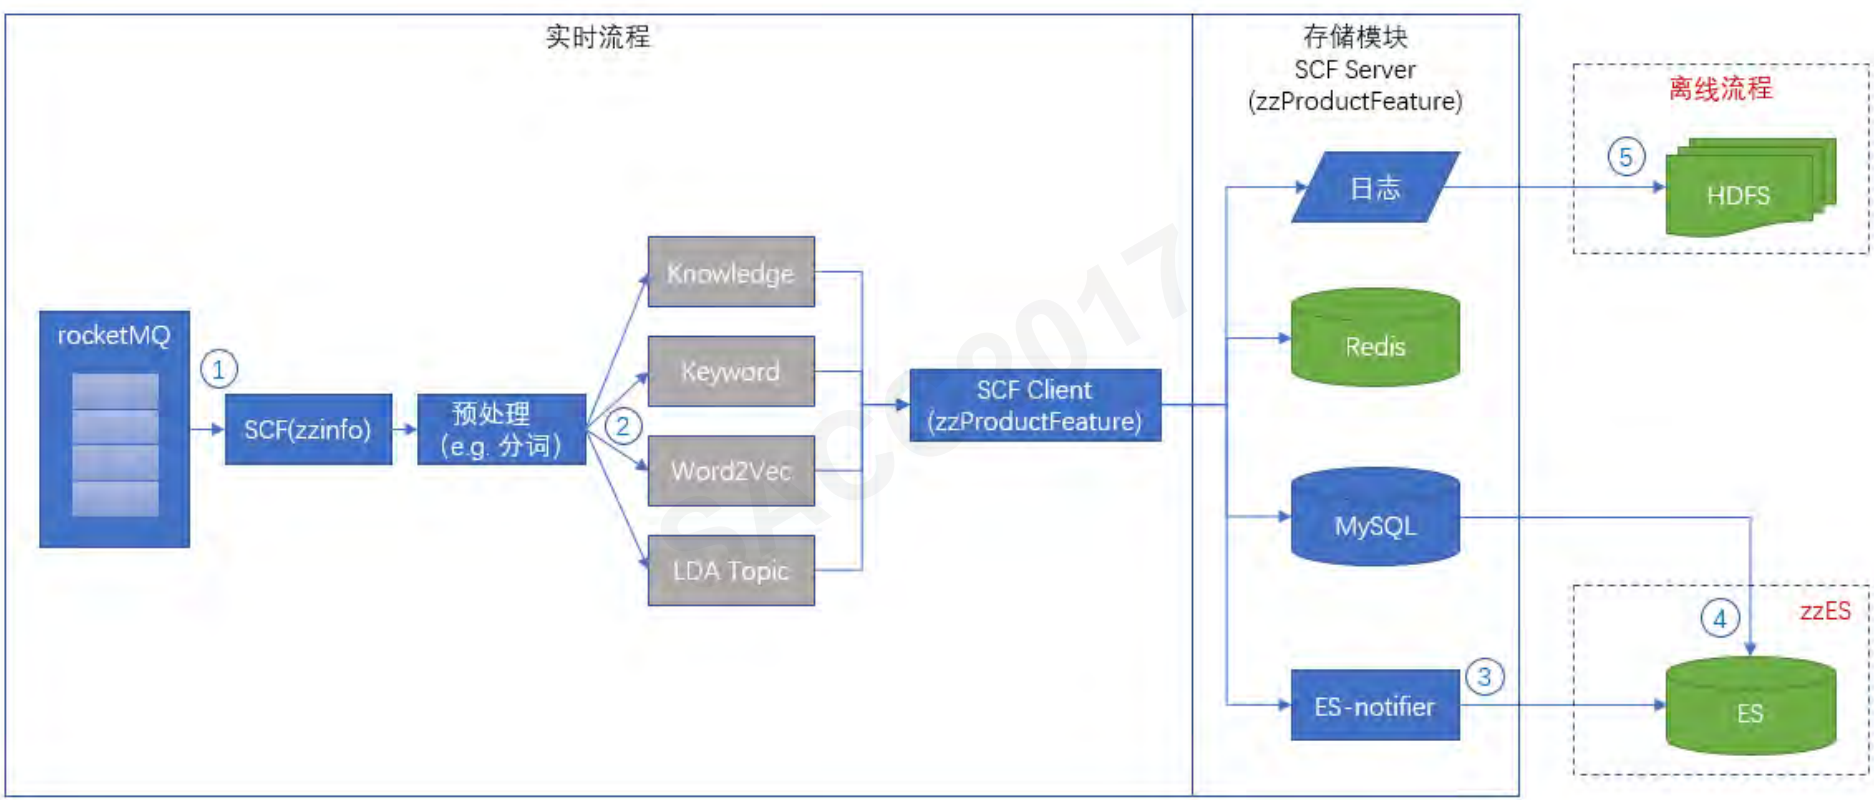 实时流程
存储模块
SCF Server
(zzProductFeature)
离线流程
⑤
HDFS
日志
Knowledge
Redis
rocketMQ
①
Keyword
SCF Client
(zzProductFeature)
SCF(zzinfo)
预处理
（e.g. 分词）
②
Word2Vec
MySQL
LDA Topic
④
zzES
③
ES-notifier
ES
SACC2017